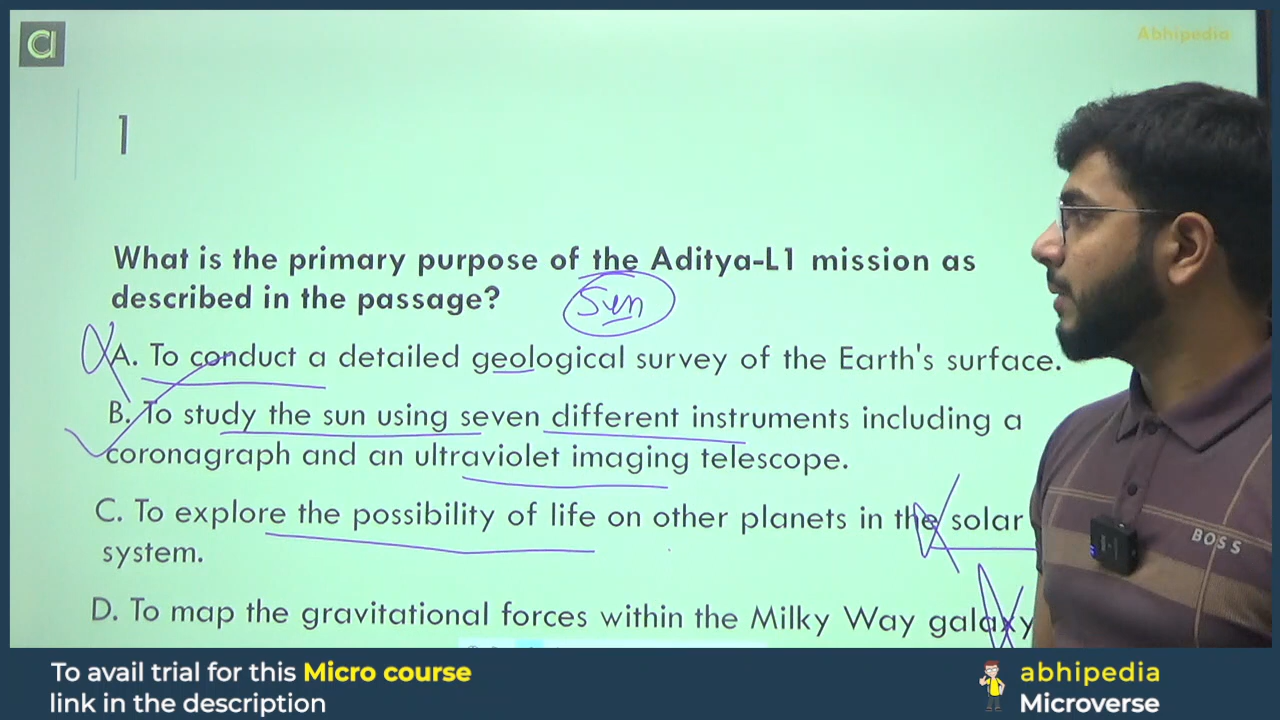 a
Abhipedia
1
What is the primary purpose of the Aditya-L1 mission as
described in the passage?
Sun
A. To conduct a detailed geological survey of the Earth's surface.
B. To study the sun using seven different instruments including a
coronagraph and an ultraviolet imaging telescope.
C. To explore the possibility of life on other planets in the solar
system.
D. To map the gravitational forces within the Milky Way galaxy
BOSS
To avail trial for this Micro course
link in the description
abhipedia
Microverse